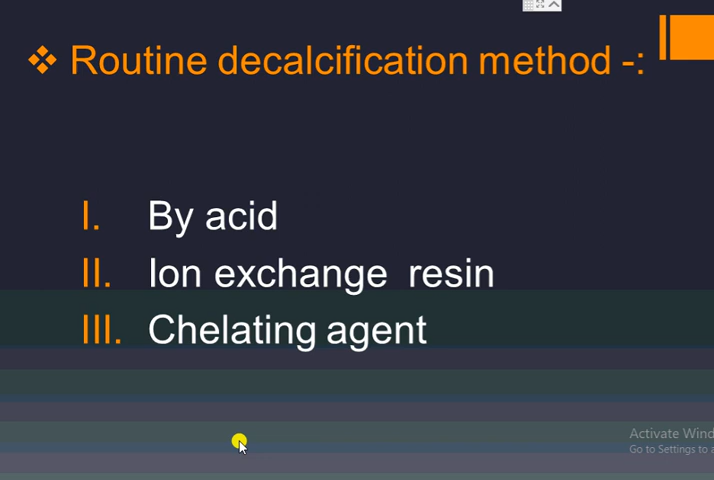 ❖ Routine decalcification method -:
I. By acid
II. Ion exchange resin
III. Chelating agent
Activate Wind
Go to Settings to a